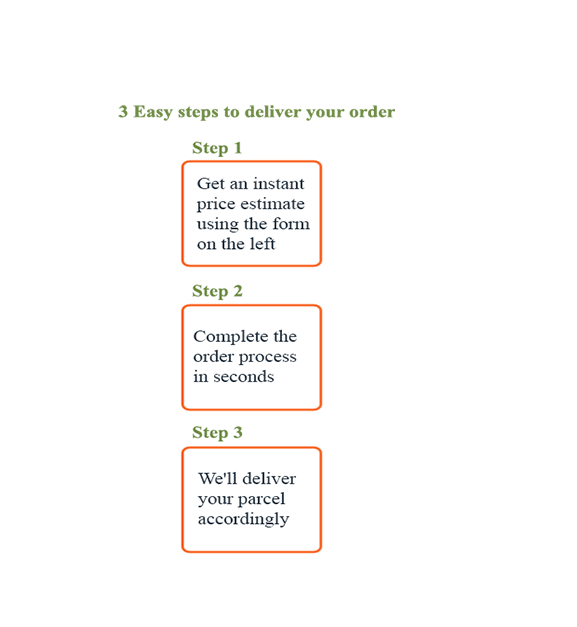 3 Easy steps to deliver your order
Step 1
Get an instant
price estimate
using the form
on the left
Step 2
Complete the
order process
in seconds
Step 3
We'll deliver
your parcel
accordingly